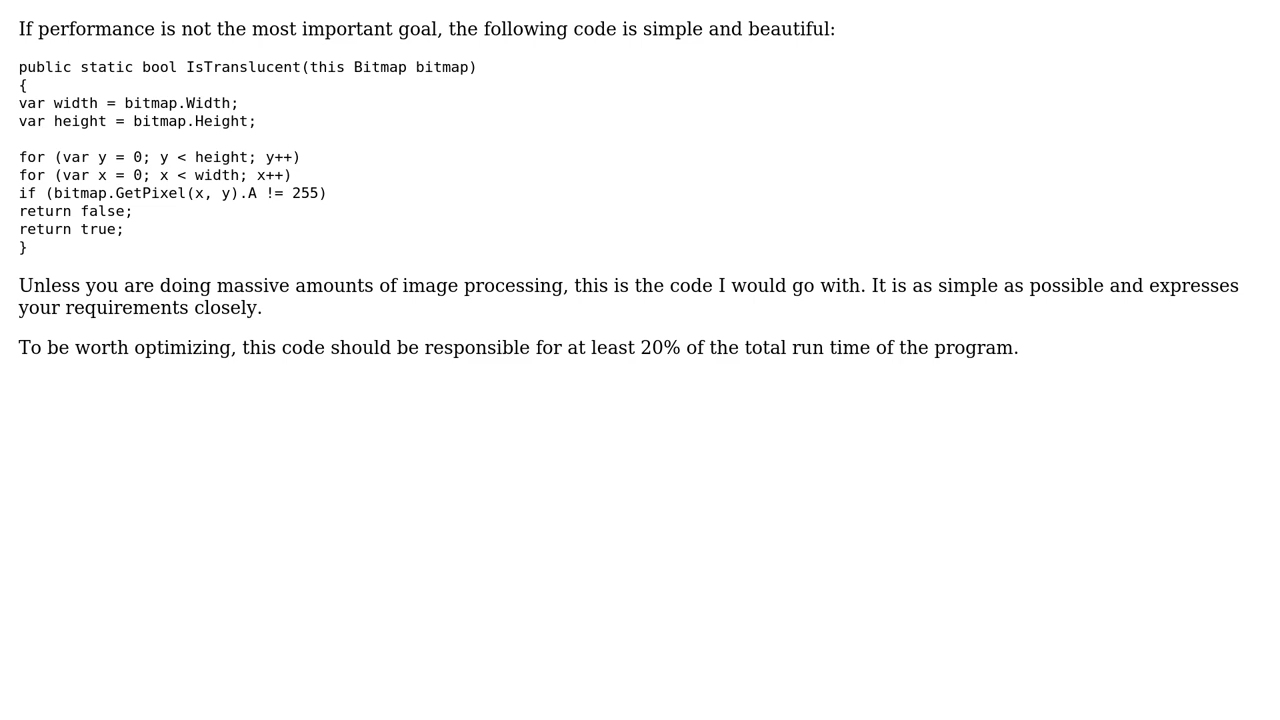 If performance is not the most important goal, the following code is simple and beautiful:
public static bool IsTranslucent(this Bitmap bitmap)
{
var width = bitmap.Width;
var height = bitmap.Height;
for (var y = 0; y < height; y++)
for (var x = 0; x < width; x++)
if (bitmap.GetPixel(x, y).A != 255)
return false;
return true;
}
Unless you are doing massive amounts of image processing, this is the code I would go with. It is as simple as possible and expresses
your requirements closely.
To be worth optimizing, this code should be responsible for at least 20% of the total run time of the program.